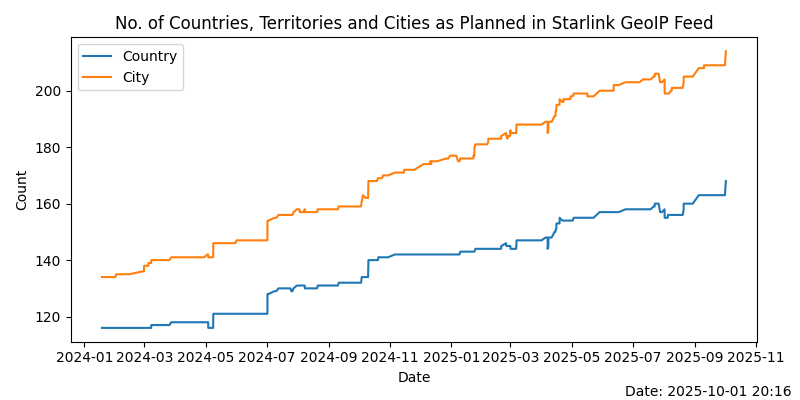 No. of Countries, Territories and Cities as Planned in Starlink GeoIP Feed
Country
City
Count
200
180
160
140
120
2024-01 2024-03 2024-05 2024-07 2024-09 2024-11 2025-01 2025-03 2025-05 2025-07 2025-09 2025-11
Date
Date: 2025-10-01 20:16